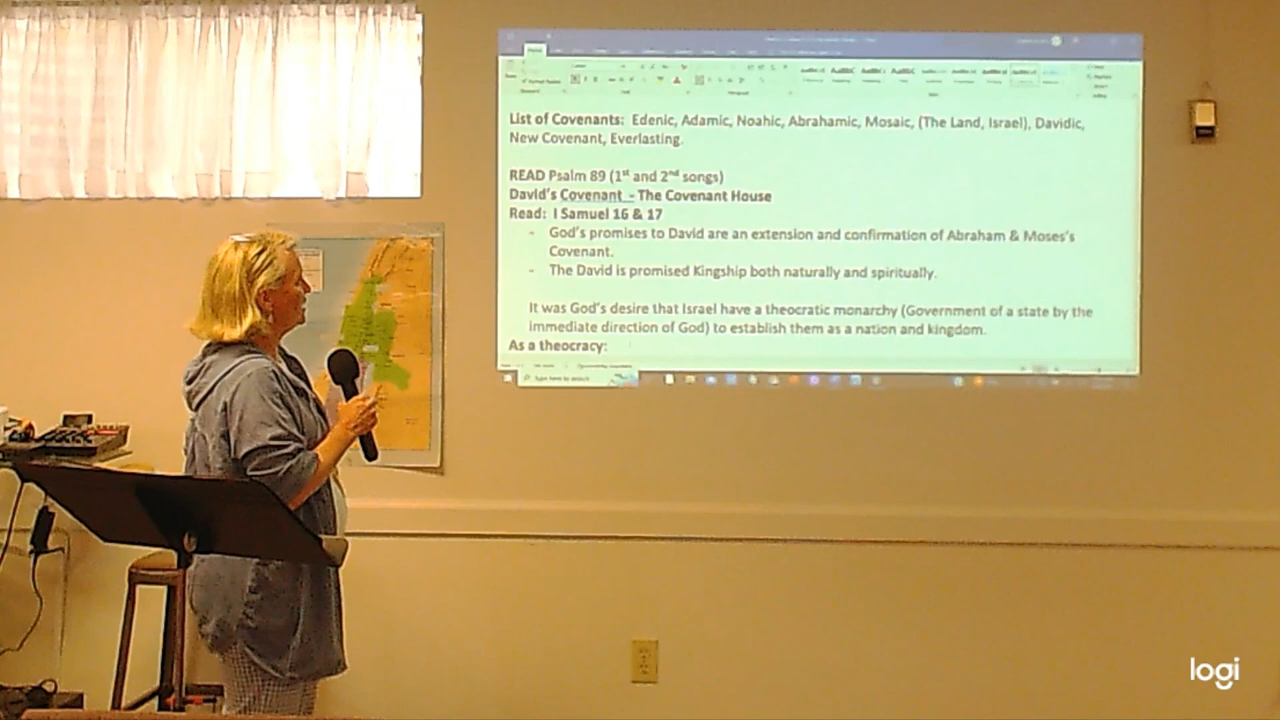 List of Covenants: Edenic, Adamic, Noahic, Abrahamic, Mosaic, (The Land, Israel), Davidic,
New Covenant, Everlasting.
READ Psalm 89 (1st and 2nd songs)
David's Covenant - The Covenant House
Read: I Samuel 16 & 17
- God's promises to David are an extension and confirmation of Abraham & Moses's
Covenant.
- The David is promised Kingship both naturally and spiritually.
It was God's desire that Israel have a theocratic monarchy (Government of a state by the
immediate direction of God) to establish them as a nation and kingdom.
As a theocracy:
Type here to search
logi